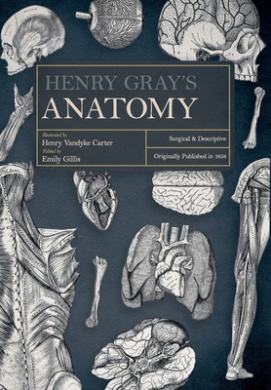 HENRY GRAY'S
ANATOMY
Illustrated by
Henry Vandyke Carter
Edited by
Emily Gillis
Surgical & Descriptive
Originally Published in 1858